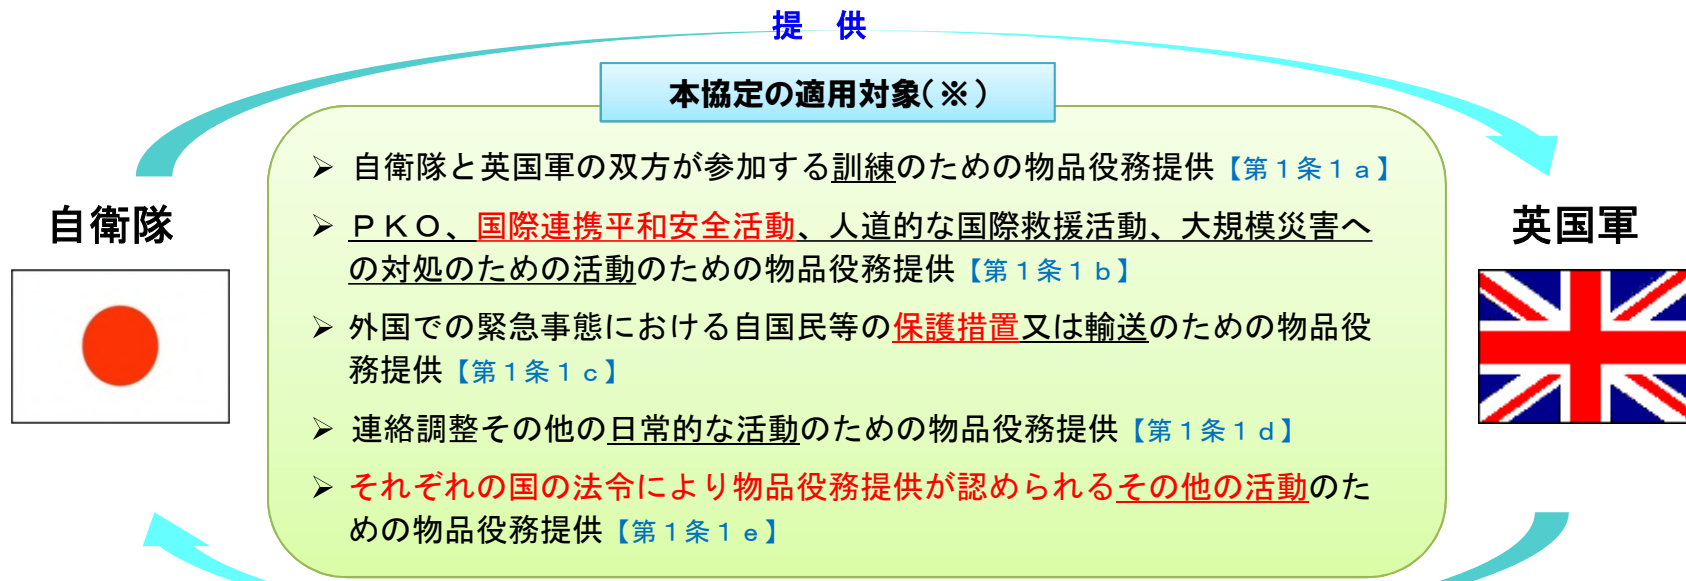 提　供
本協定の適用対象(※)
➢ 自衛隊と英国軍の双方が参加する訓練のための物品役務提供【第１条１ａ】
自衛隊
➢ ＰＫＯ、国際連携平和安全活動、人道的な国際救援活動、大規模災害へ
の対処のための活動のための物品役務提供【第１条１ｂ】
英国軍
➢ 外国での緊急事態における自国民等の保護措置又は輸送のための物品役
務提供【第１条１ｃ】
➢ 連絡調整その他の日常的な活動のための物品役務提供【第１条１ｄ】
➢ それぞれの国の法令により物品役務提供が認められるその他の活動のた
めの物品役務提供【第１条１ｅ】